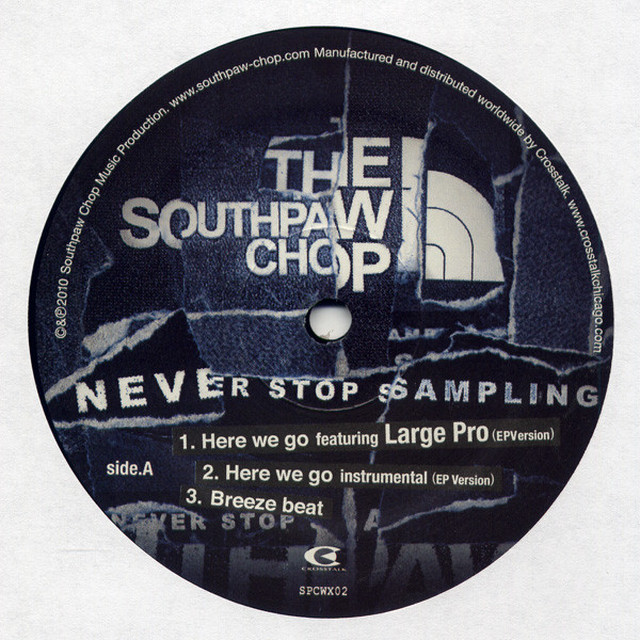 ©&℗2010 Southpaw Chop Music Production. www.southpaw-chop.com Manufactured and distributed worldwide by Crosstalk. www.crosstalkchicago.com
THE
SOUTHPAW
CHOP
NEVER STOP SSAMPLING
1. Here we go featuring Large Pro (EPVersion)
side.A
2. Here we go instrumental (EP Version)
3. Breeze beat
NEVER STOP SA
CROSSTALK
SPCWX02